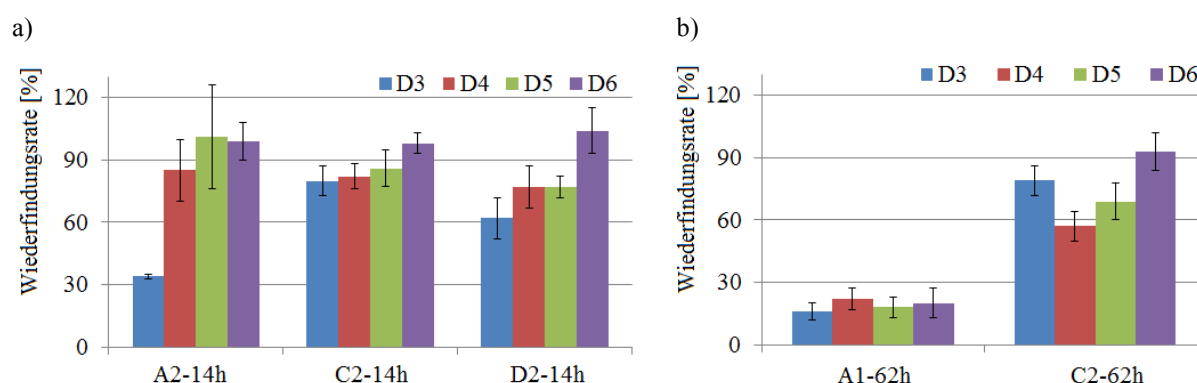 a)
Wiederfindungsrate [%]
D3 D4 D5 D6
120
90
60
30
0
A2-14h C2-14h D2-14h
b)
Wiederfindungsrate [%]
D3 D4 D5 D6
120
90
60
30
0
A1-62h C2-62h